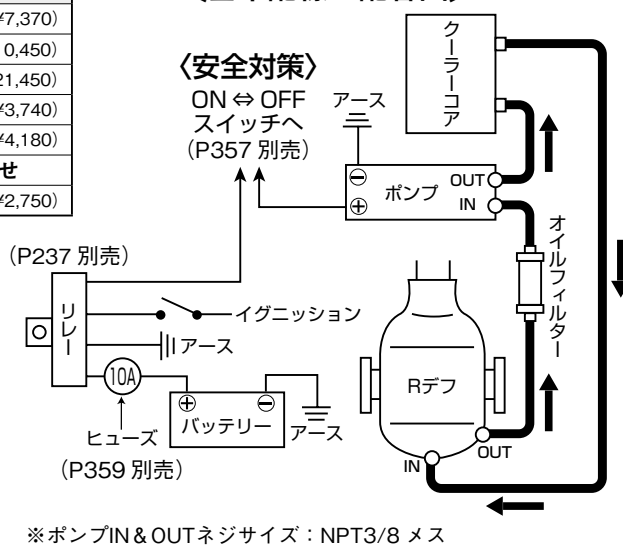 ¥7,370)
0,450)
21,450)
¥3,740)
¥4,180)
せ
¥2,750)
〈安全対策〉
ON ⇔ OFF
スイッチへ
(P357 別売)
アース
クーラーコア
ポンプ
OUT
IN
⊖
⊕
オイルフィルター
(P237 別売)
リレー
イグニッション
アース
10A
ヒューズ
(P359 別売)
⊕
⊖
バッテリー
アース
Rデフ
IN
OUT
※ポンプIN&OUTネジサイズ:NPT3/8 メス